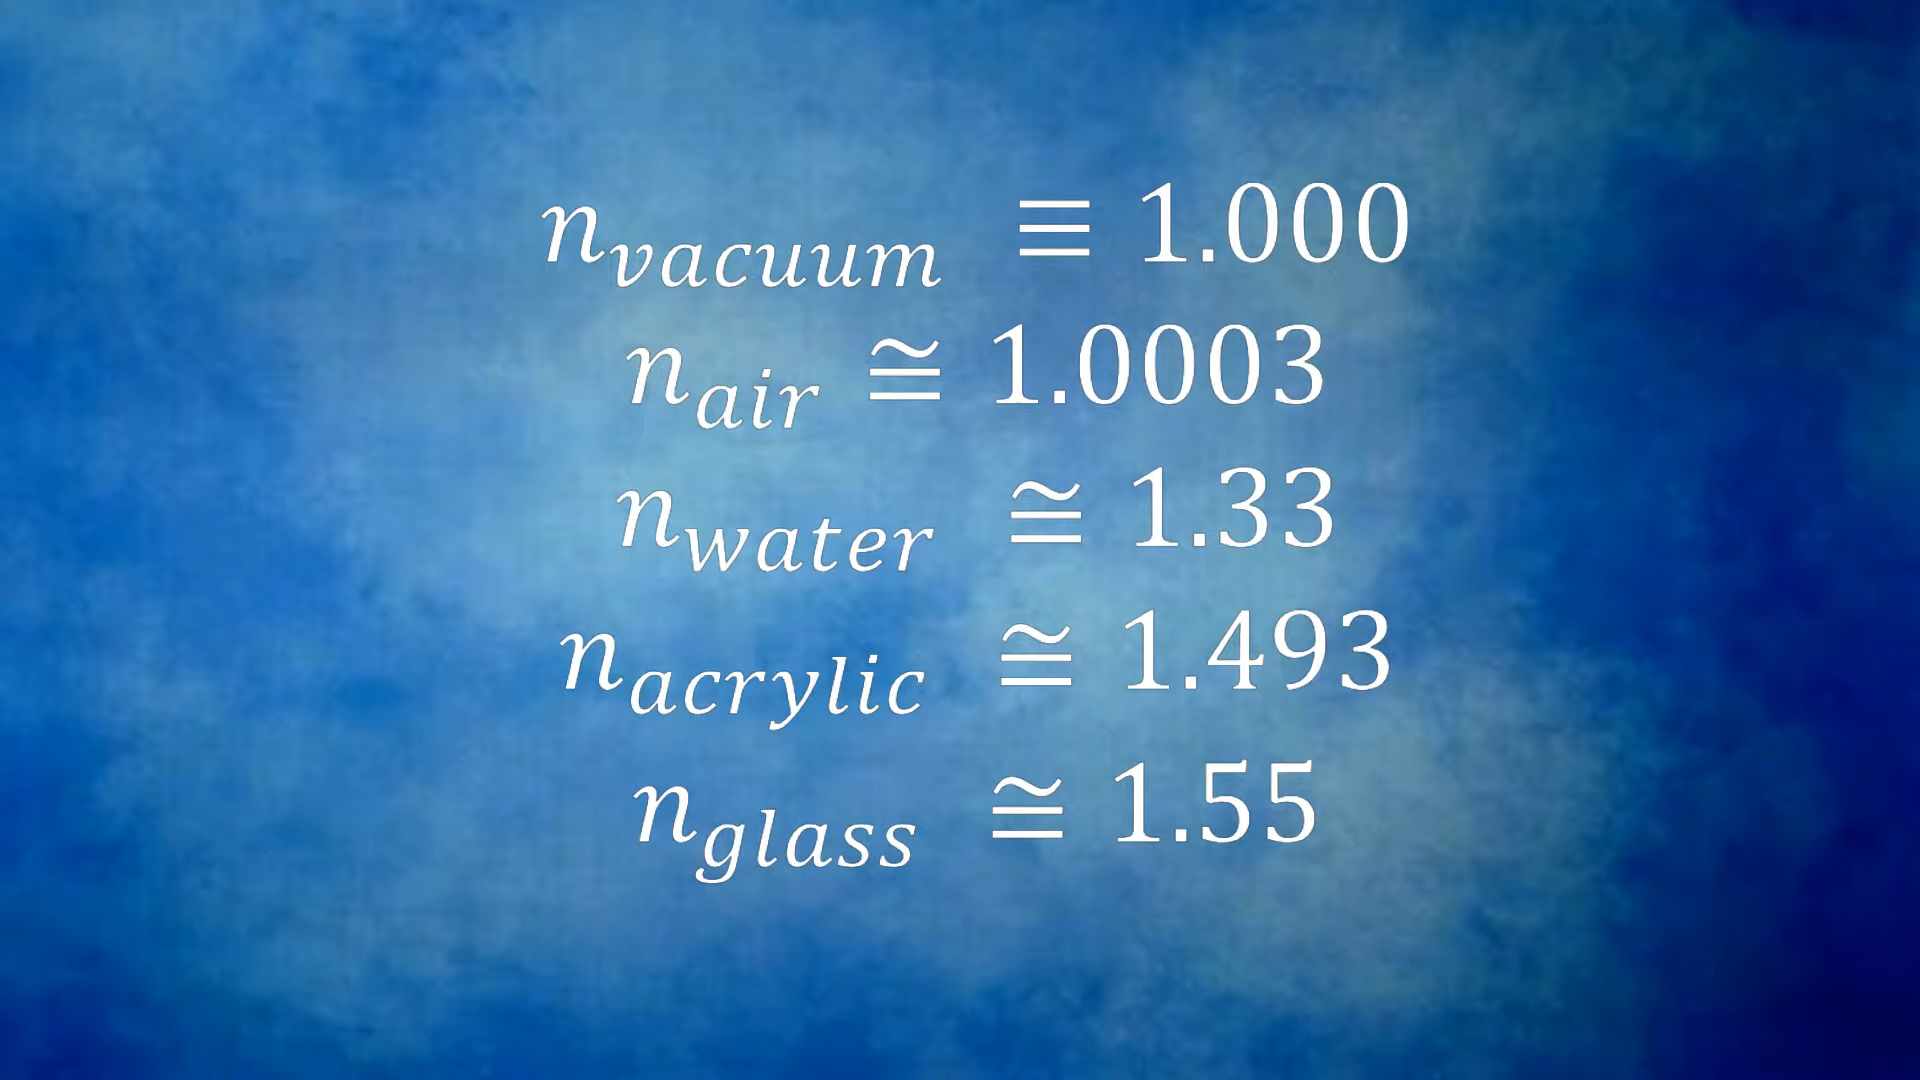 n_vacuum ≡ 1.000
n_air ≅ 1.0003
n_water ≅ 1.33
n_acrylic ≅ 1.493
n_glass ≅ 1.55